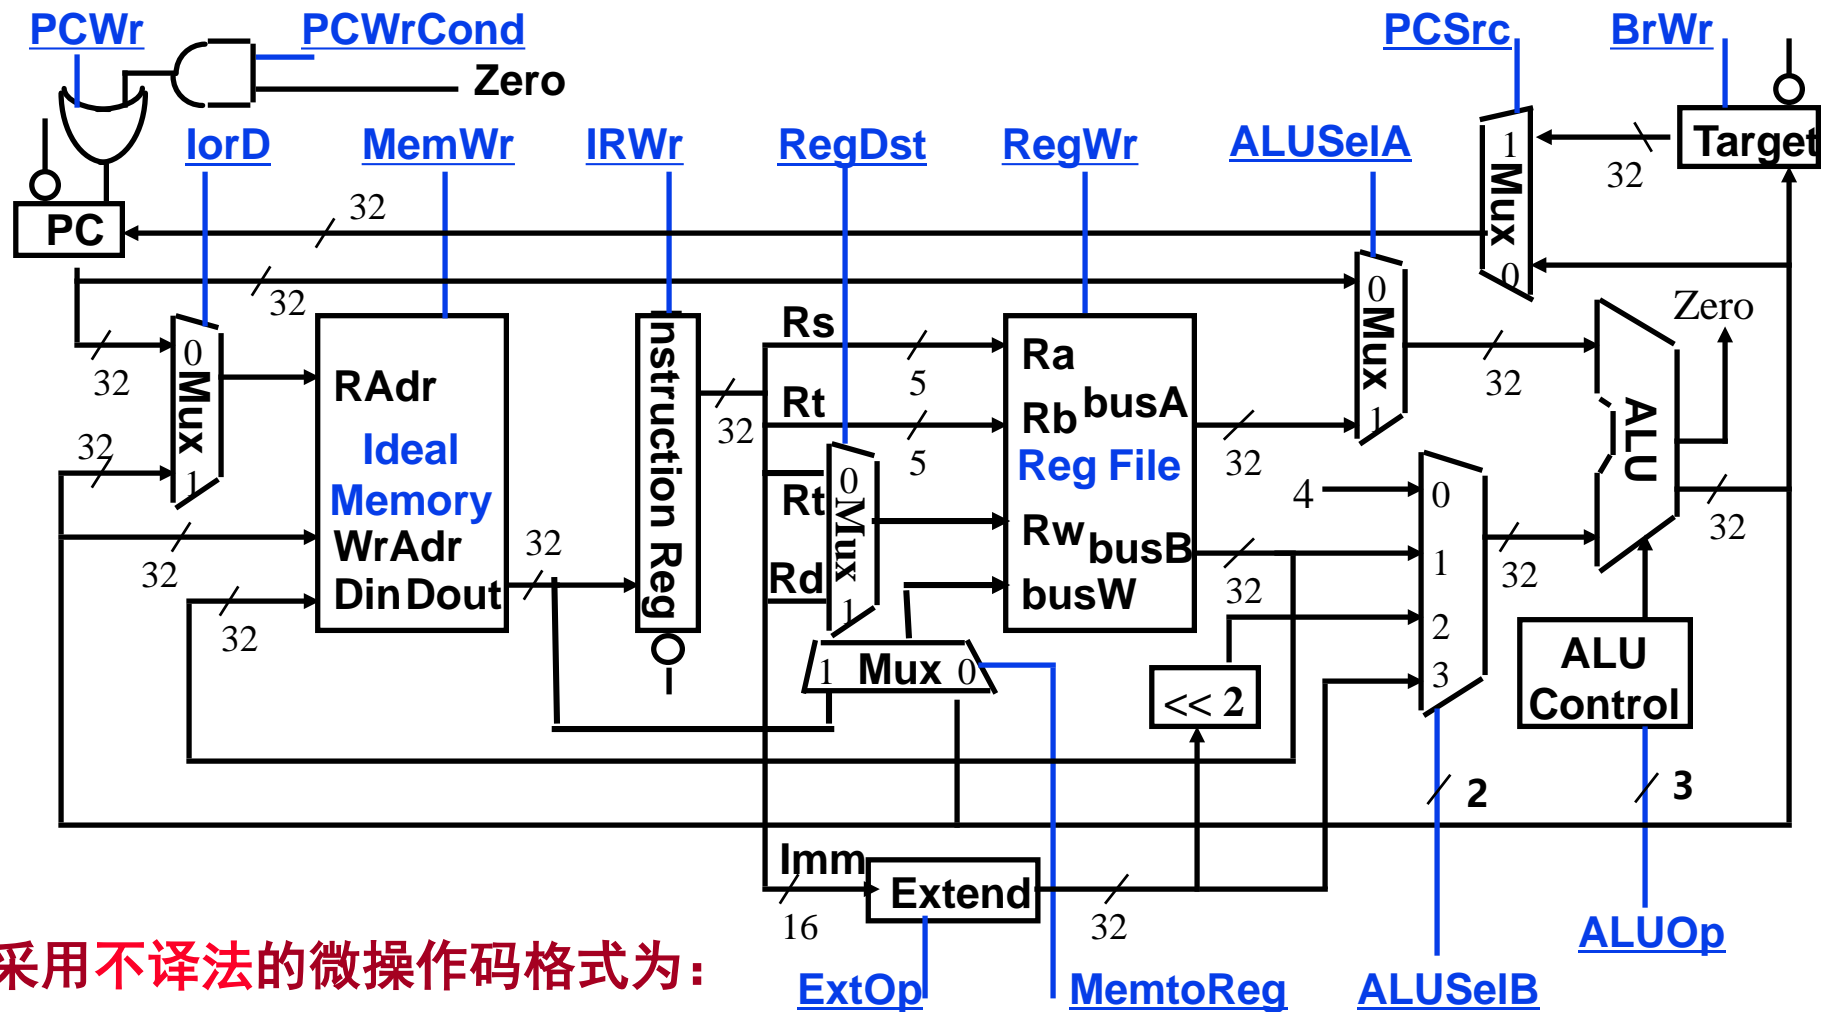 PCWr
PCWrCond
PCSrc
BrWr
Zero
IorD
MemWr
IRWr
RegDst
RegWr
ALUSelA
1
Mux
0
Target
32
PC
32
32
0
Mux
1
32
32
32
32
RAdr
Ideal
Memory
WrAdr
Din Dout
32
nstruction Reg
32
Rs
5
Rt
5
Rt
Rd
0
Mux
1
Ra
Rb busA
Reg File
Rw busB
busW
32
32
0
Mux
1
32
Zero
ALU
32
4
0
1
2
3
32
1 Mux 0
<< 2
ALU
Control
2
3
Imm
16
Extend
32
采用不译法的微操作码格式为：
ExtOp
MemtoReg
ALUSelB
ALUOp